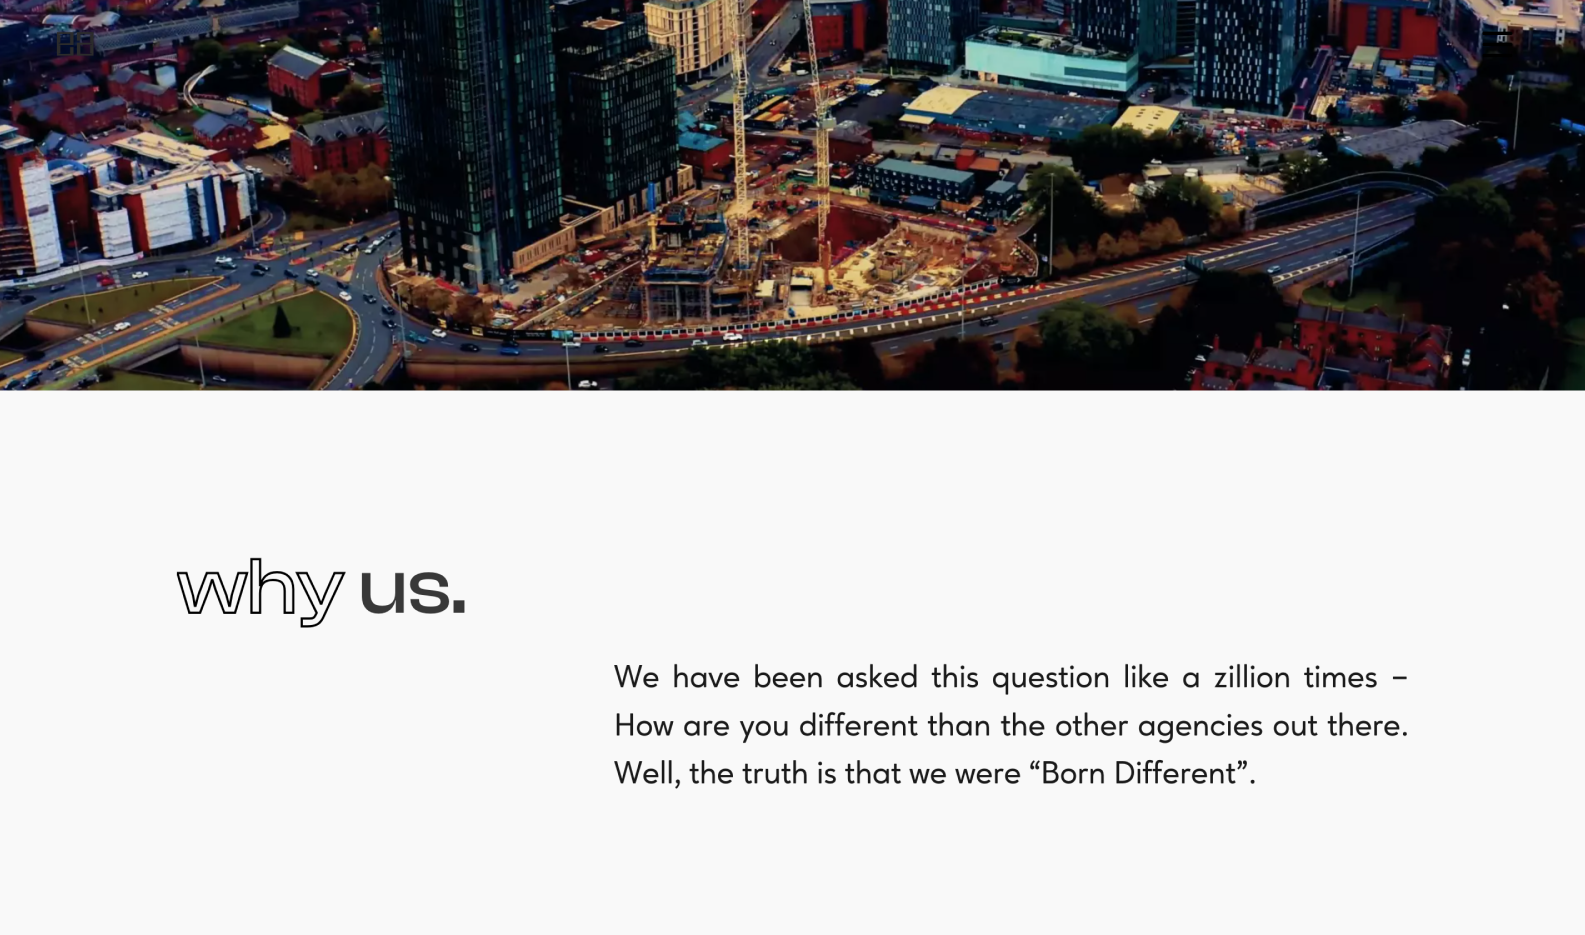 why us.
We have been asked this question like a zillion times –
How are you different than the other agencies out there.
Well, the truth is that we were “Born Different”.